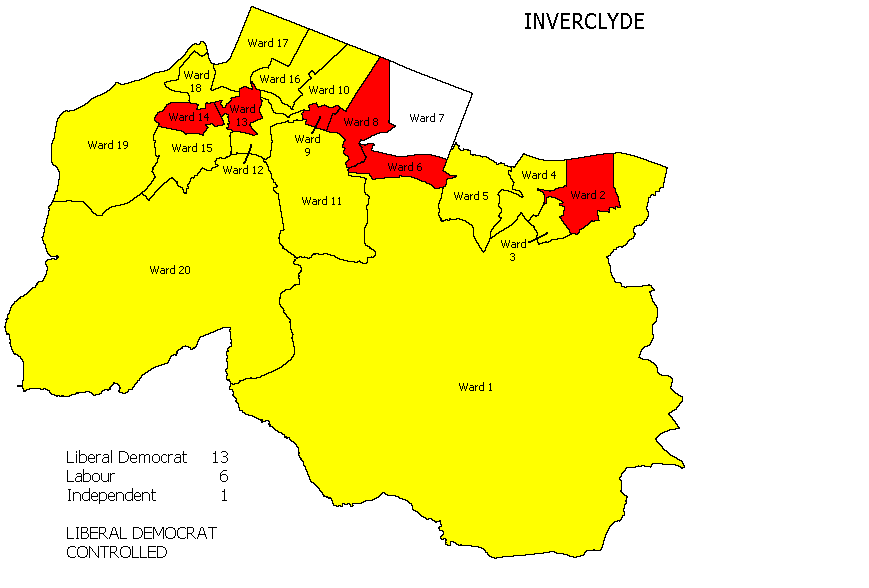 INVERCLYDE
Ward 17
Ward
18
Ward 16
Ward 10
Ward 14
Ward
13
Ward 8
Ward 7
Ward 19
Ward 15
Ward
9
Ward 12
Ward 6
Ward 4
Ward 5
Ward 2
Ward 11
Ward
3
Ward 20
Ward 1
Liberal Democrat 13
Labour 6
Independent 1
LIBERAL DEMOCRAT
CONTROLLED